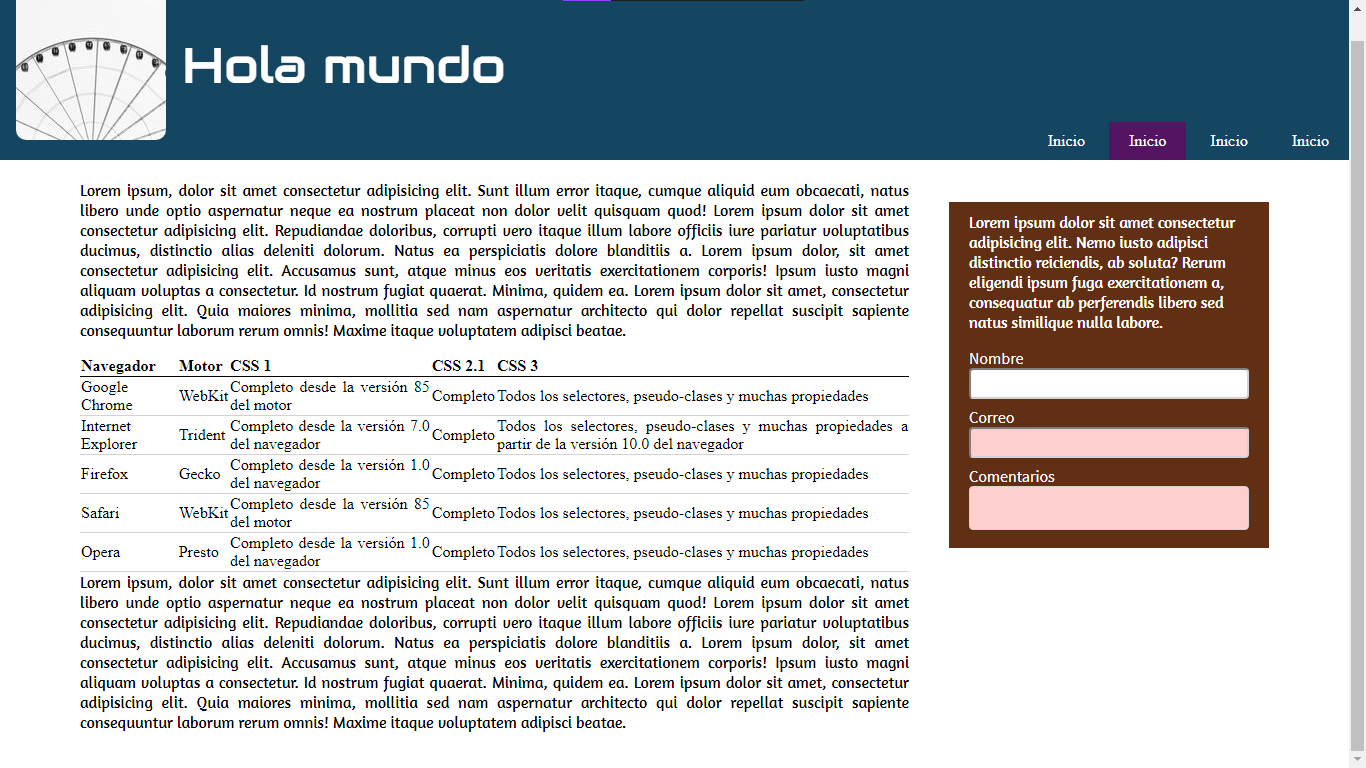 Hola mundo
Inicio Inicio Inicio Inicio
Lorem ipsum, dolor sit amet consectetur adipisicing elit. Sunt illum error itaque, cumque aliquid eum obcaecati, natus
libero unde optio aspernatur neque ea nostrum placeat non dolor velit quisquam quod! Lorem ipsum dolor sit amet
consectetur adipisicing elit. Repudiandae doloribus, corrupti vero itaque illum labore officiis iure pariatur voluptatibus
ducimus, distinctio alias deleniti dolorum. Natus ea perspiciatis dolore blanditiis a. Lorem ipsum dolor, sit amet
consectetur adipisicing elit. Accusamus sunt, atque minus eos veritatis exercitationem corporis! Ipsum iusto magni
aliquam voluptas a consectetur. Id nostrum fugiat quaerat. Minima, quidem ea. Lorem ipsum dolor sit amet, consectetur
adipisicing elit. Quia maiores minima, mollitia sed nam aspernatur architecto qui dolor repellat suscipit sapiente
consequuntur laborum rerum omnis! Maxime itaque voluptatem adipisci beatae.
Navegador Motor CSS 1 CSS 2.1 CSS 3
Google Chrome WebKit Completo desde la versión 85 del motor Completo Todos los selectores, pseudo-clases y muchas propiedades
Internet Explorer Trident Completo desde la versión 7.0 del navegador Completo Todos los selectores, pseudo-clases y muchas propiedades a partir de la versión 10.0 del navegador
Firefox Gecko Completo desde la versión 1.0 del navegador Completo Todos los selectores, pseudo-clases y muchas propiedades
Safari WebKit Completo desde la versión 85 del motor Completo Todos los selectores, pseudo-clases y muchas propiedades
Opera Presto Completo desde la versión 1.0 del navegador Completo Todos los selectores, pseudo-clases y muchas propiedades
Lorem ipsum, dolor sit amet consectetur adipisicing elit. Sunt illum error itaque, cumque aliquid eum obcaecati, natus
libero unde optio aspernatur neque ea nostrum placeat non dolor velit quisquam quod! Lorem ipsum dolor sit amet
consectetur adipisicing elit. Repudiandae doloribus, corrupti vero itaque illum labore officiis iure pariatur voluptatibus
ducimus, distinctio alias deleniti dolorum. Natus ea perspiciatis dolore blanditiis a. Lorem ipsum dolor, sit amet
consectetur adipisicing elit. Accusamus sunt, atque minus eos veritatis exercitationem corporis! Ipsum iusto magni
aliquam voluptas a consectetur. Id nostrum fugiat quaerat. Minima, quidem ea. Lorem ipsum dolor sit amet, consectetur
adipisicing elit. Quia maiores minima, mollitia sed nam aspernatur architecto qui dolor repellat suscipit sapiente
consequuntur laborum rerum omnis! Maxime itaque voluptatem adipisci beatae.
Lorem ipsum dolor sit amet consectetur
adipisicing elit. Nemo iusto adipisci
distinctio reiciendis, ab soluta? Rerum
eligendi ipsum fuga exercitationem a,
consequatur ab perferendis libero sed
natus similique nulla labore.
Nombre
Correo
Comentarios